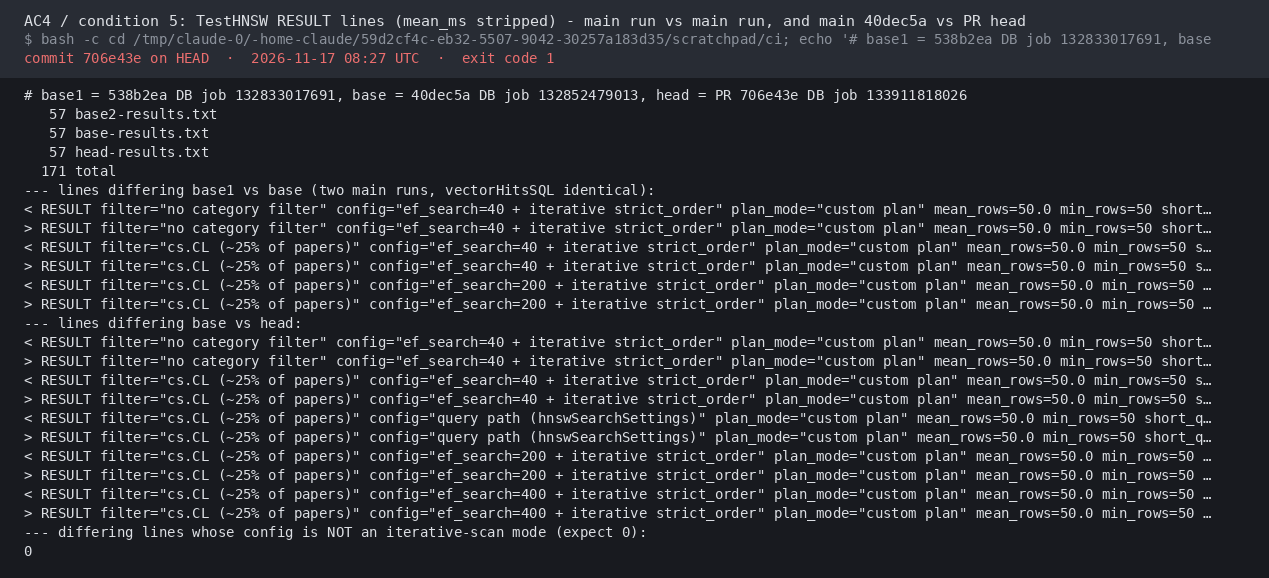 AC4 / condition 5: TestHNSW RESULT lines (mean_ms stripped) - main run vs main run, and main 40dec5a vs PR head
$ bash -c cd /tmp/claude-0/-home-claude/59d2cf4c-eb32-5507-9042-30257a183d35/scratchpad/ci; echo '# base1 = 538b2ea DB job 132833017691, base
commit 706e43e on HEAD · 2026-11-17 08:27 UTC · exit code 1
# base1 = 538b2ea DB job 132833017691, base = 40dec5a DB job 132852479013, head = PR 706e43e DB job 133911818026
57 base2-results.txt
57 base-results.txt
57 head-results.txt
171 total
--- lines differing base1 vs base (two main runs, vectorHitsSQL identical):
< RESULT filter="no category filter" config="ef_search=40 + iterative strict_order" plan_mode="custom plan" mean_rows=50.0 min_rows=50 short…
> RESULT filter="no category filter" config="ef_search=40 + iterative strict_order" plan_mode="custom plan" mean_rows=50.0 min_rows=50 short…
< RESULT filter="cs.CL (~25% of papers)" config="ef_search=40 + iterative strict_order" plan_mode="custom plan" mean_rows=50.0 min_rows=50 s…
> RESULT filter="cs.CL (~25% of papers)" config="ef_search=40 + iterative strict_order" plan_mode="custom plan" mean_rows=50.0 min_rows=50 s…
< RESULT filter="cs.CL (~25% of papers)" config="ef_search=200 + iterative strict_order" plan_mode="custom plan" mean_rows=50.0 min_rows=50 …
> RESULT filter="cs.CL (~25% of papers)" config="ef_search=200 + iterative strict_order" plan_mode="custom plan" mean_rows=50.0 min_rows=50 …
--- lines differing base vs head:
< RESULT filter="no category filter" config="ef_search=40 + iterative strict_order" plan_mode="custom plan" mean_rows=50.0 min_rows=50 short…
> RESULT filter="no category filter" config="ef_search=40 + iterative strict_order" plan_mode="custom plan" mean_rows=50.0 min_rows=50 short…
< RESULT filter="cs.CL (~25% of papers)" config="ef_search=40 + iterative strict_order" plan_mode="custom plan" mean_rows=50.0 min_rows=50 s…
> RESULT filter="cs.CL (~25% of papers)" config="ef_search=40 + iterative strict_order" plan_mode="custom plan" mean_rows=50.0 min_rows=50 s…
< RESULT filter="cs.CL (~25% of papers)" config="query path (hnswSearchSettings)" plan_mode="custom plan" mean_rows=50.0 min_rows=50 short_q…
> RESULT filter="cs.CL (~25% of papers)" config="query path (hnswSearchSettings)" plan_mode="custom plan" mean_rows=50.0 min_rows=50 short_q…
< RESULT filter="cs.CL (~25% of papers)" config="ef_search=200 + iterative strict_order" plan_mode="custom plan" mean_rows=50.0 min_rows=50 …
> RESULT filter="cs.CL (~25% of papers)" config="ef_search=200 + iterative strict_order" plan_mode="custom plan" mean_rows=50.0 min_rows=50 …
< RESULT filter="cs.CL (~25% of papers)" config="ef_search=400 + iterative strict_order" plan_mode="custom plan" mean_rows=50.0 min_rows=50 …
> RESULT filter="cs.CL (~25% of papers)" config="ef_search=400 + iterative strict_order" plan_mode="custom plan" mean_rows=50.0 min_rows=50 …
--- differing lines whose config is NOT an iterative-scan mode (expect 0):
0